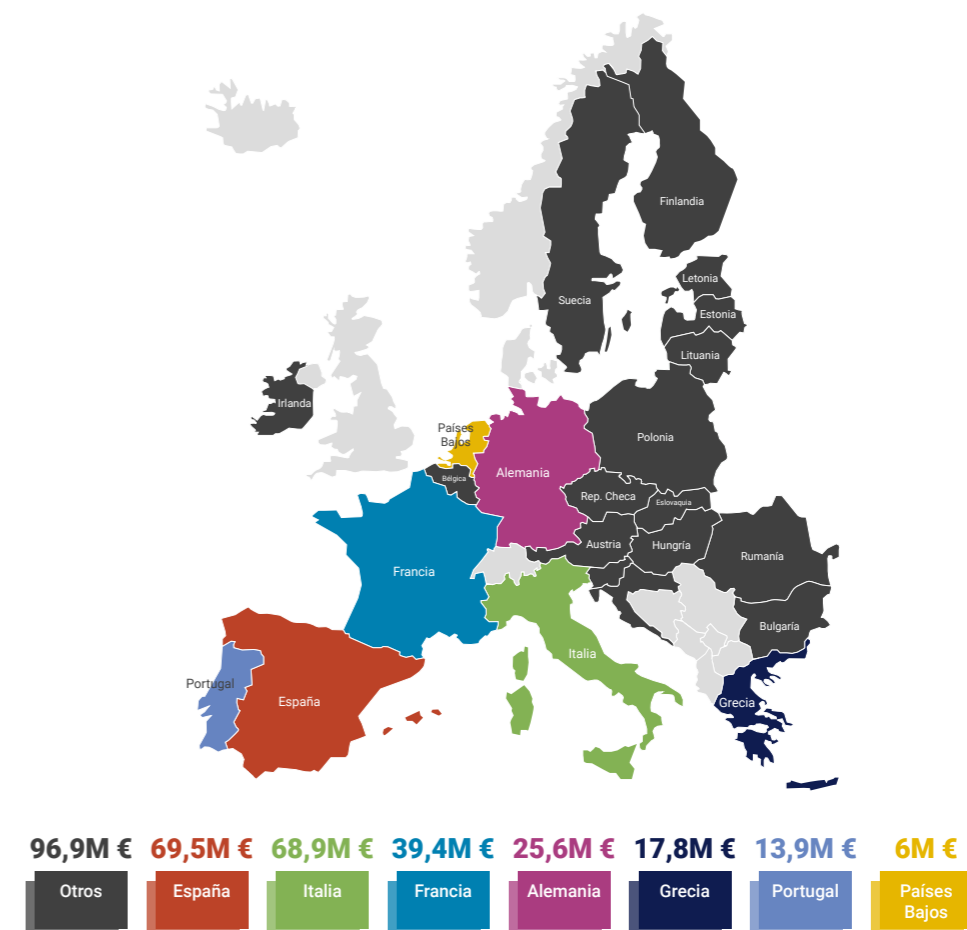 Finlandia
Letonia
Suecia
Estonia
Lituania
Irlanda
Países
Bajos
Polonia
Alemania
Bélgica
Rep. Checa
Eslovaquia
Austria
Hungría
Rumanía
Francia
Bulgaría
Italia
Portugal
España
Grecia
96,9M € 69,5M € 68,9M € 39,4M € 25,6M € 17,8M € 13,9M € 6M €
Otros España Italia Francia Alemania Grecia Portugal Países
Bajos